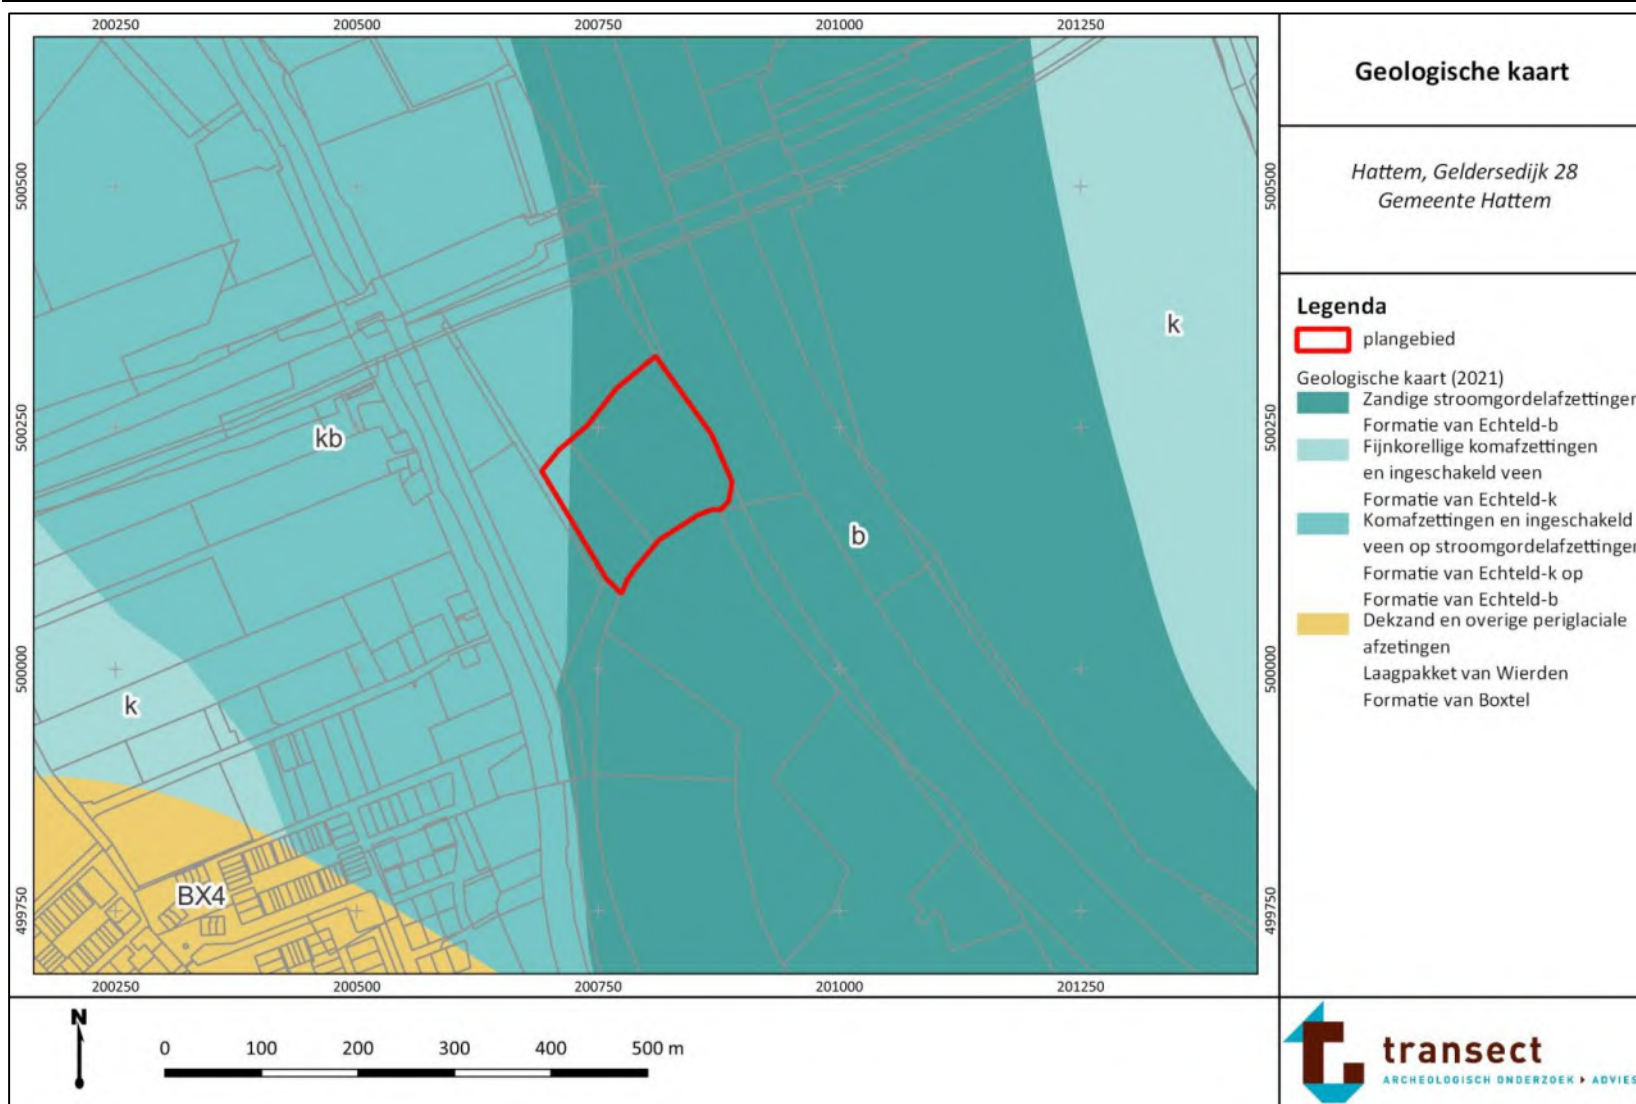 200250 200500 200750 201000 201250
Geologische kaart
Hattem, Geldersedijk 28
Gemeente Hattem
500500
500500
k
Legenda
plangebied
Geologische kaart (2021)
Zandige stroomgordelafzettingen
Formatie van Echteld-b
Fijnkorellige komafzettingen
en ingeschakeld veen
Formatie van Echteld-k
Komafzettingen en ingeschakeld
veen op stroomgordelafzettingen
Formatie van Echteld-k op
Formatie van Echteld-b
Dekzand en overige periglaciale
afzetingen
Laagpakket van Wierden
Formatie van Boxtel
500250
kb
500250
b
500000
500000
k
499750
BX4
499750
200250 200500 200750 201000 201250
N
0 100 200 300 400 500 m
transect
ARCHEOLOGISCH ONDERZOEK ADVIES